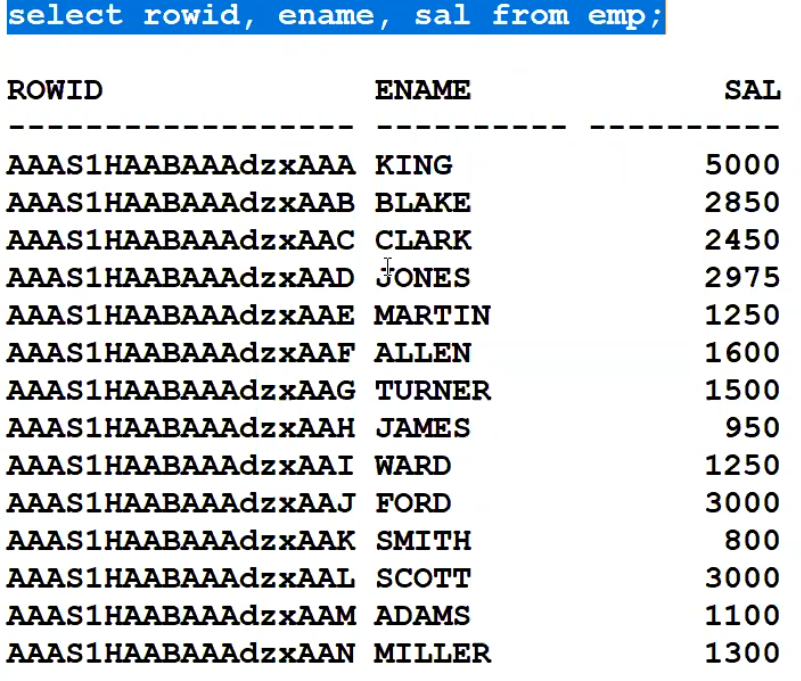 select rowid, ename, sal from emp;
ROWID ENAME SAL
------------------ ---------- ----------
AAAS1HAABAAAdzxAAA KING 5000
AAAS1HAABAAAdzxAAB BLAKE 2850
AAAS1HAABAAAdzxAAC CLARK 2450
AAAS1HAABAAAdzxAAD JONES 2975
AAAS1HAABAAAdzxAAE MARTIN 1250
AAAS1HAABAAAdzxAAF ALLEN 1600
AAAS1HAABAAAdzxAAG TURNER 1500
AAAS1HAABAAAdzxAAH JAMES 950
AAAS1HAABAAAdzxAAI WARD 1250
AAAS1HAABAAAdzxAAJ FORD 3000
AAAS1HAABAAAdzxAAK SMITH 800
AAAS1HAABAAAdzxAAL SCOTT 3000
AAAS1HAABAAAdzxAAM ADAMS 1100
AAAS1HAABAAAdzxAAN MILLER 1300